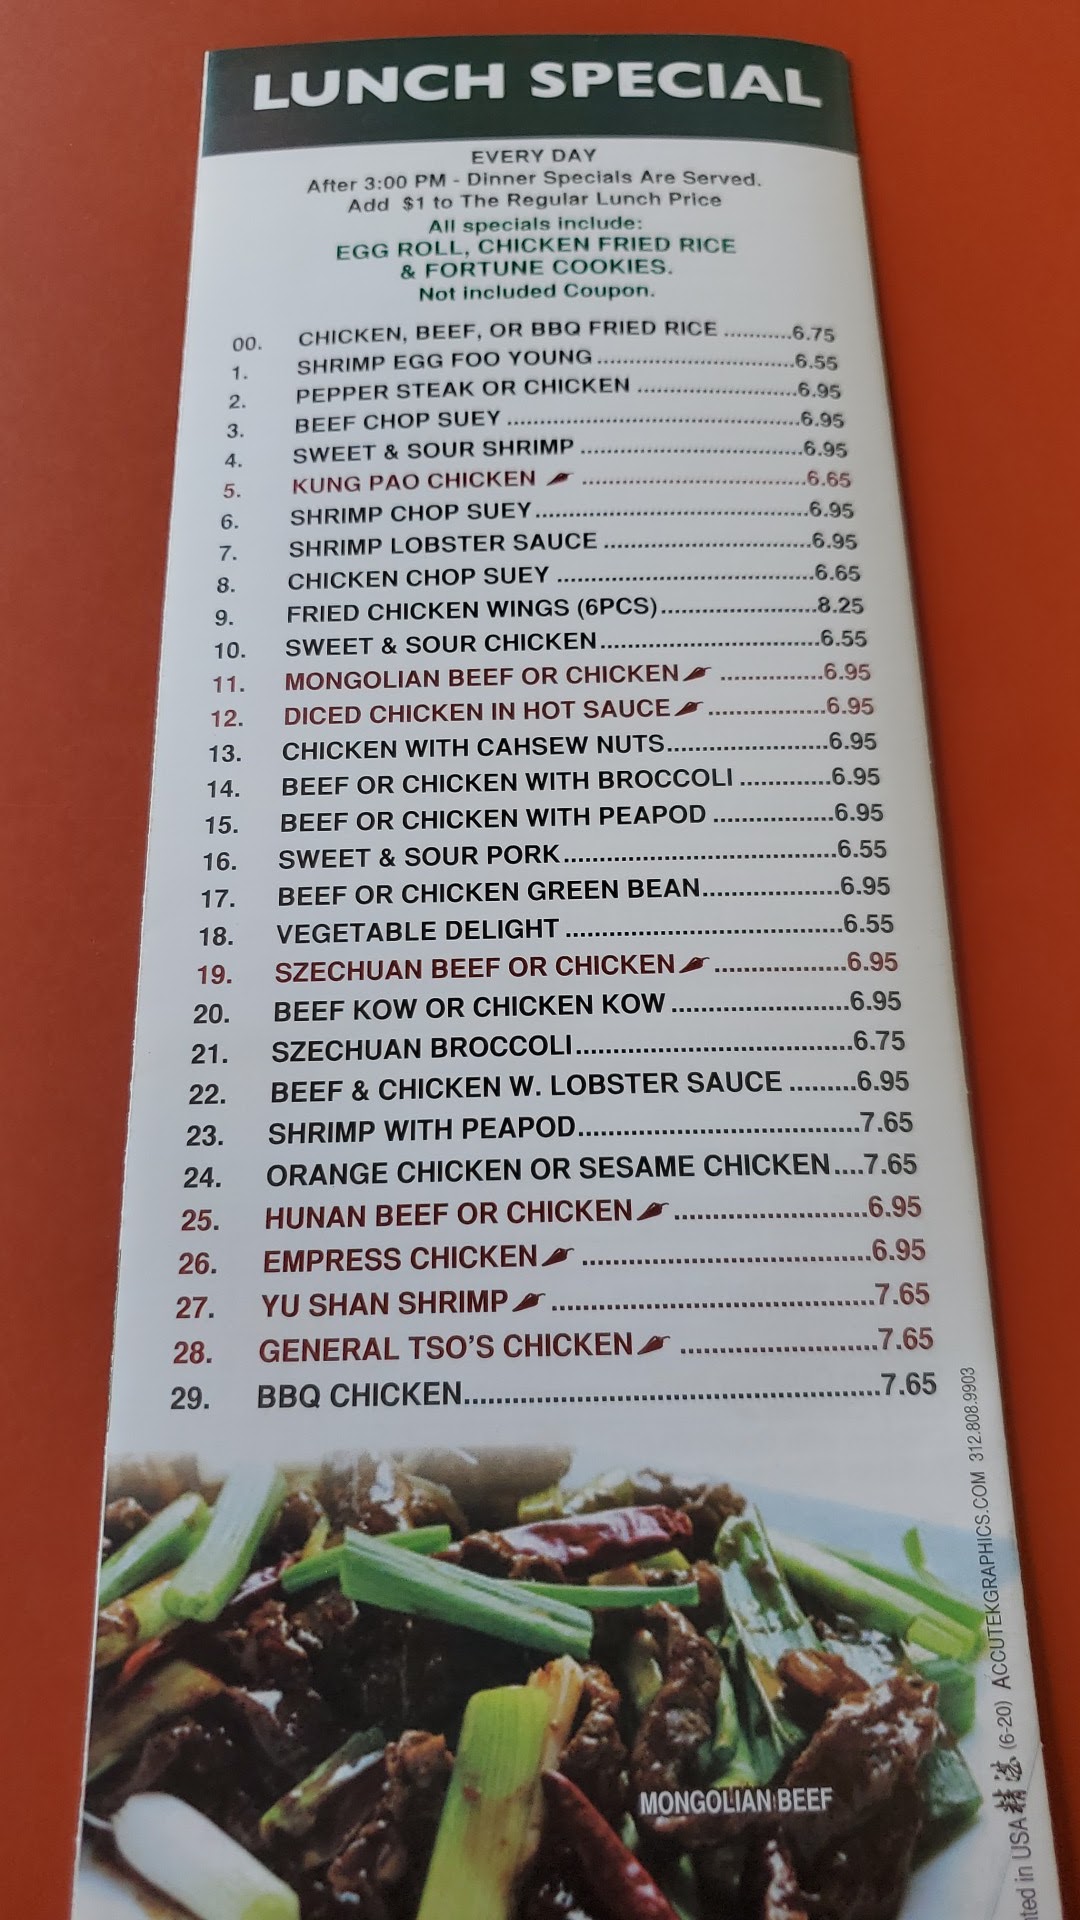 LUNCH SPECIAL
EVERY DAY
After 3:00 PM - Dinner Specials Are Served.
Add $1 to The Regular Lunch Price
All specials include:
EGG ROLL, CHICKEN FRIED RICE
& FORTUNE COOKIES.
Not included Coupon.
00. CHICKEN, BEEF, OR BBQ FRIED RICE ...........6.75
1. SHRIMP EGG FOO YOUNG ..............................6.55
2. PEPPER STEAK OR CHICKEN ........................6.95
3. BEEF CHOP SUEY ............................................6.95
4. SWEET & SOUR SHRIMP .................................6.95
5. KUNG PAO CHICKEN .................................6.65
6. SHRIMP CHOP SUEY ........................................6.95
7. SHRIMP LOBSTER SAUCE ..............................6.95
8. CHICKEN CHOP SUEY .....................................6.65
9. FRIED CHICKEN WINGS (6PCS) ......................8.25
10. SWEET & SOUR CHICKEN ...............................6.55
11. MONGOLIAN BEEF OR CHICKEN ..............6.95
12. DICED CHICKEN IN HOT SAUCE ................6.95
13. CHICKEN WITH CAHSEW NUTS ......................6.95
14. BEEF OR CHICKEN WITH BROCCOLI ............6.95
15. BEEF OR CHICKEN WITH PEAPOD ................6.95
16. SWEET & SOUR PORK .....................................6.55
17. BEEF OR CHICKEN GREEN BEAN ..................6.95
18. VEGETABLE DELIGHT .....................................6.55
19. SZECHUAN BEEF OR CHICKEN .................6.95
20. BEEF KOW OR CHICKEN KOW .......................6.95
21. SZECHUAN BROCCOLI ...................................6.75
22. BEEF & CHICKEN W. LOBSTER SAUCE .........6.95
23. SHRIMP WITH PEAPOD ....................................7.65
24. ORANGE CHICKEN OR SESAME CHICKEN ....7.65
25. HUNAN BEEF OR CHICKEN ........................6.95
26. EMPRESS CHICKEN .....................................6.95
27. YU SHAN SHRIMP .........................................7.65
28. GENERAL TSO'S CHICKEN ........................7.65
29. BBQ CHICKEN ..................................................7.65
MONGOLIAN BEEF
in USA (6-20) ACCUTEKGRAPHICS.COM 312.808.9903